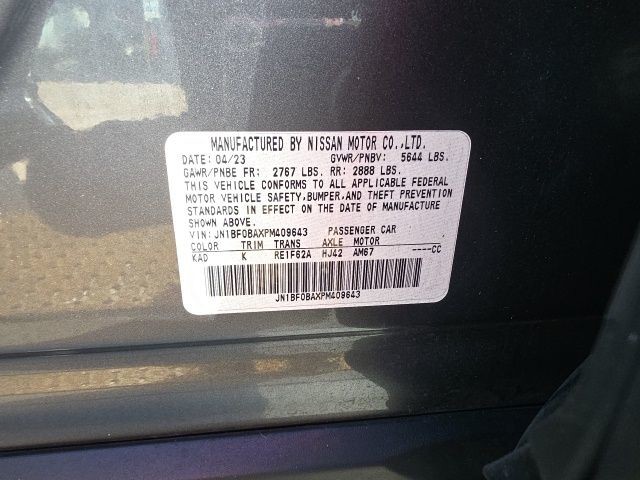 MANUFACTURED BY NISSAN MOTOR CO.,LTD.
DATE: 04/23 GVWR/PNBV: 5644 LBS.
GAWR/PNBE FR: 2767 LBS. RR: 2888 LBS.
THIS VEHICLE CONFORMS TO ALL APPLICABLE FEDERAL
MOTOR VEHICLE SAFETY,BUMPER,AND THEFT PREVENTION
STANDARDS IN EFFECT ON THE DATE OF MANUFACTURE
SHOWN ABOVE.
VIN: JN1BF0BAXPM409643 PASSENGER CAR
COLOR TRIM TRANS AXLE MOTOR
KAD K RE1F62A HJ42 AM67 ----CC
JN1BF0BAXPM409643